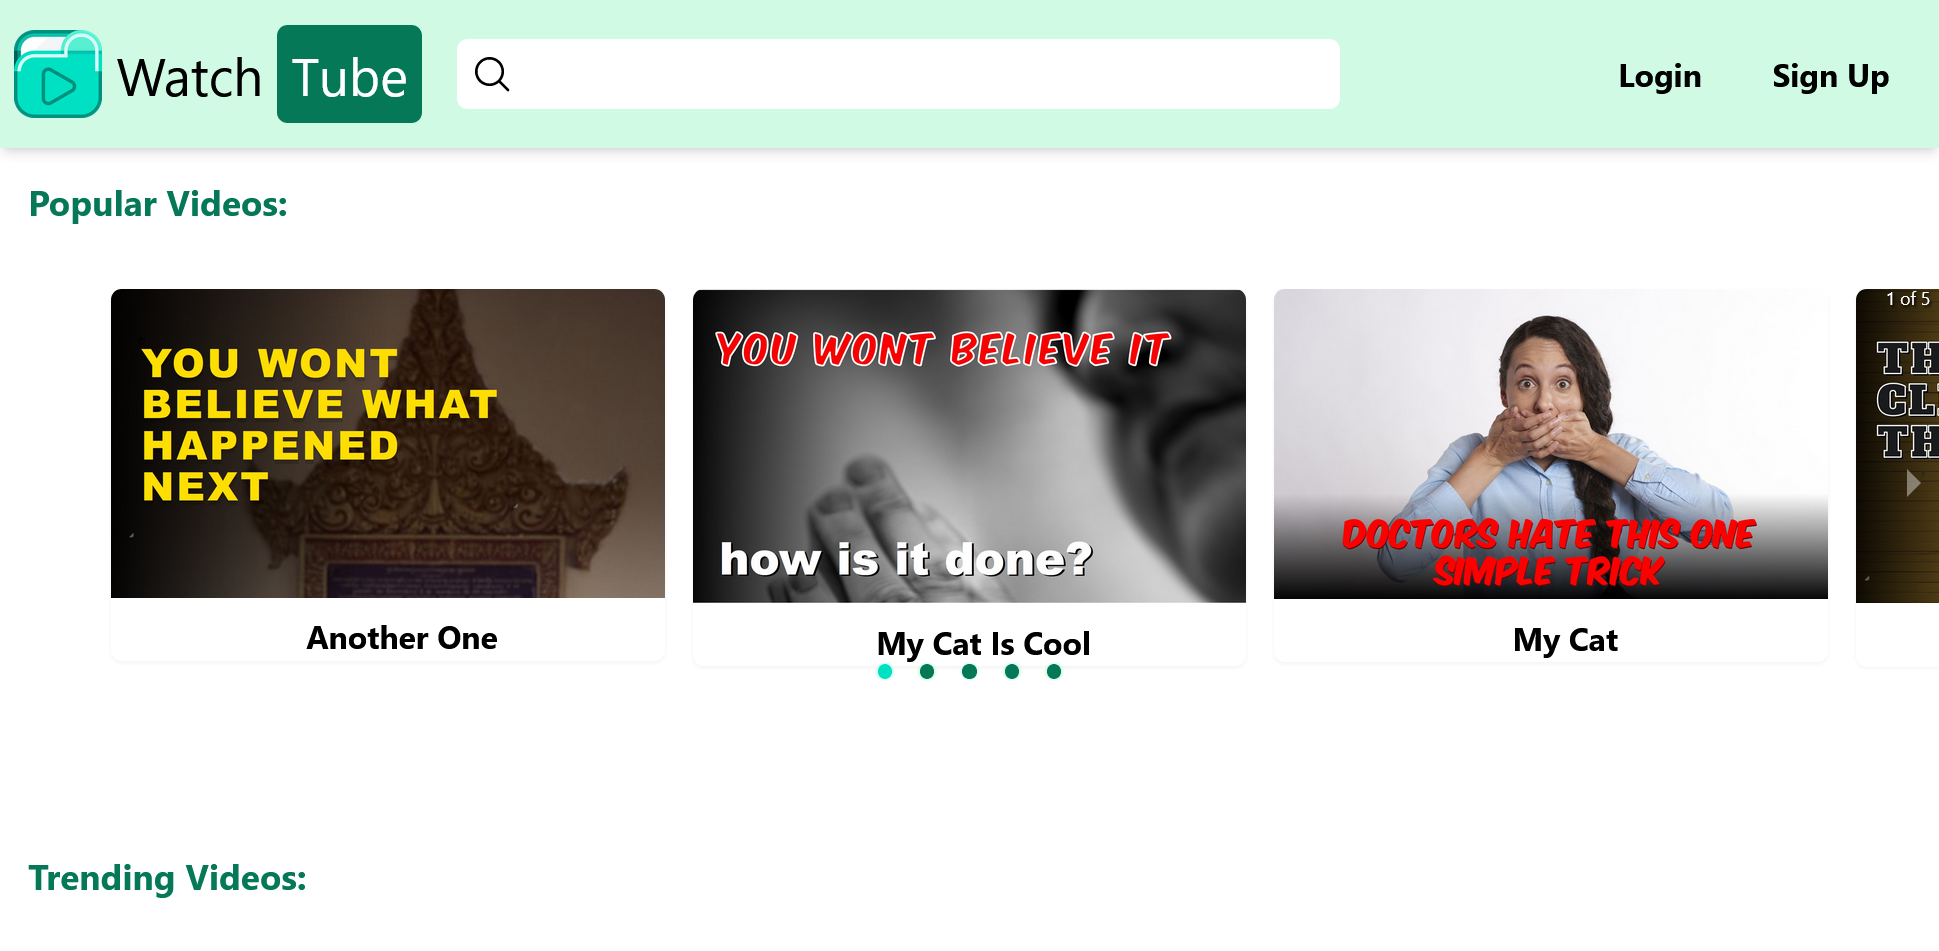 Watch Tube
Login
Sign Up
Popular Videos:
YOU WONT
BELIEVE WHAT
HAPPENED
NEXT
Another One
YOU WONT BELIEVE IT
how is it done?
My Cat Is Cool
DOCTORS HATE THIS ONE
SIMPLE TRICK
My Cat
1 of 5
TH
CL
TH
Trending Videos: